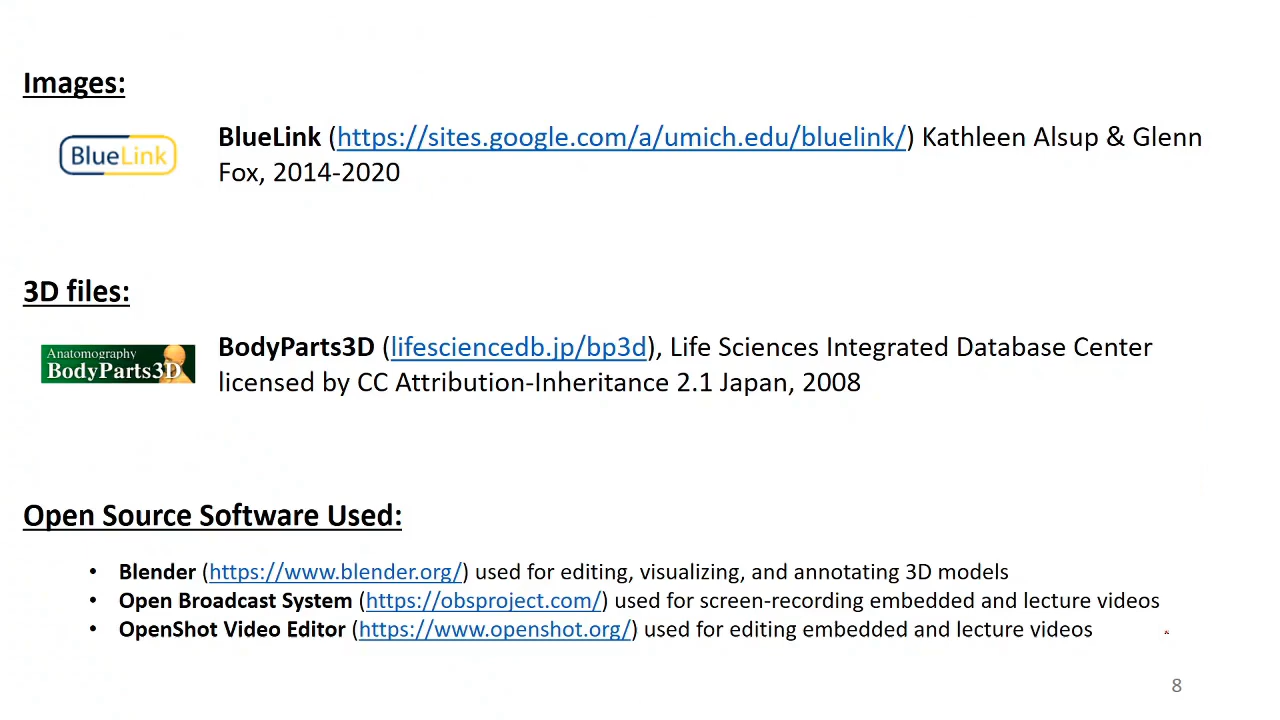 Images:
BlueLink
BlueLink (https://sites.google.com/a/umich.edu/bluelink/) Kathleen Alsup & Glenn
Fox, 2014-2020
3D files:
Anatomography
BodyParts3D
BodyParts3D (lifesciencedb.jp/bp3d), Life Sciences Integrated Database Center
licensed by CC Attribution-Inheritance 2.1 Japan, 2008
Open Source Software Used:
• Blender (https://www.blender.org/) used for editing, visualizing, and annotating 3D models
• Open Broadcast System (https://obsproject.com/) used for screen-recording embedded and lecture videos
• OpenShot Video Editor (https://www.openshot.org/) used for editing embedded and lecture videos
8